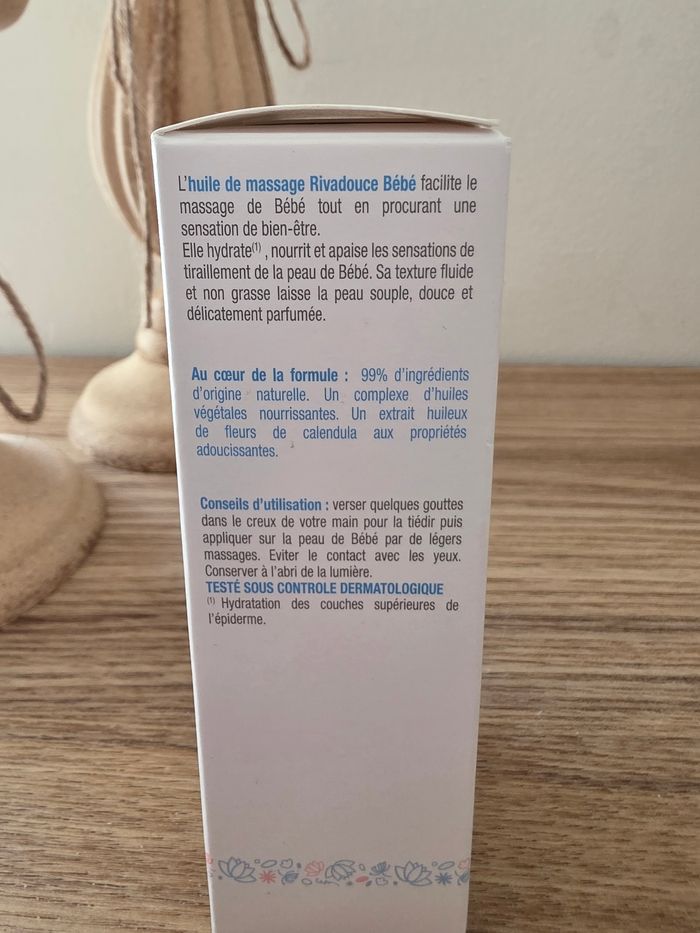 L'huile de massage Rivadouce Bébé facilite le
massage de Bébé tout en procurant une
sensation de bien-être.
Elle hydrate(1) , nourrit et apaise les sensations de
tiraillement de la peau de Bébé. Sa texture fluide
et non grasse laisse la peau souple, douce et
délicatement parfumée.
Au cœur de la formule : 99% d'ingrédients
d'origine naturelle. Un complexe d'huiles
végétales nourrissantes. Un extrait huileux
de fleurs de calendula aux propriétés
adoucissantes.
Conseils d'utilisation : verser quelques gouttes
dans le creux de votre main pour la tiédir puis
appliquer sur la peau de Bébé par de légers
massages. Eviter le contact avec les yeux.
Conserver à l'abri de la lumière.
TESTÉ SOUS CONTROLE DERMATOLOGIQUE
(1) Hydratation des couches supérieures de
l'épiderme.